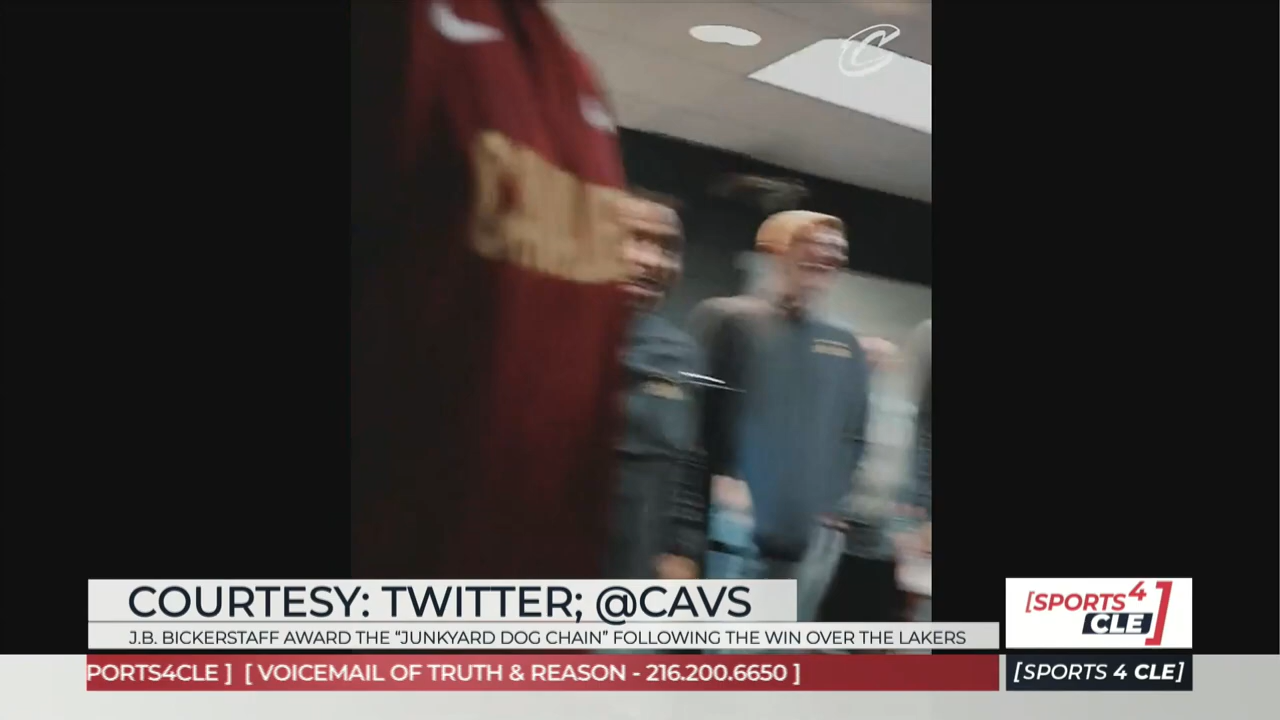 COURTESY: TWITTER; @CAVS
J.B. BICKERSTAFF AWARD THE “JUNKYARD DOG CHAIN” FOLLOWING THE WIN OVER THE LAKERS
PORTS4CLE ] [ VOICEMAIL OF TRUTH & REASON - 216.200.6650 ]
[SPORTS 4
CLE]
[SPORTS 4 CLE]